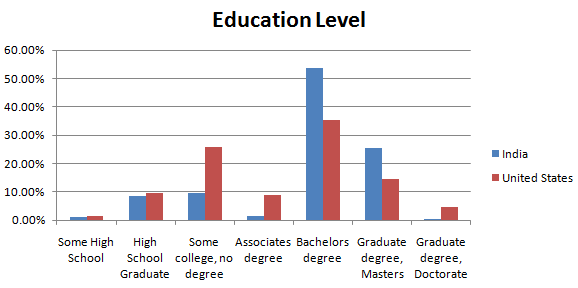 Education Level
60.00%
50.00%
40.00%
30.00%
20.00%
10.00%
0.00%
Some High
School
High
School
Graduate
Some
college, no
degree
Associates
degree
Bachelors
degree
Graduate
degree,
Masters
Graduate
degree,
Doctorate
India
United States